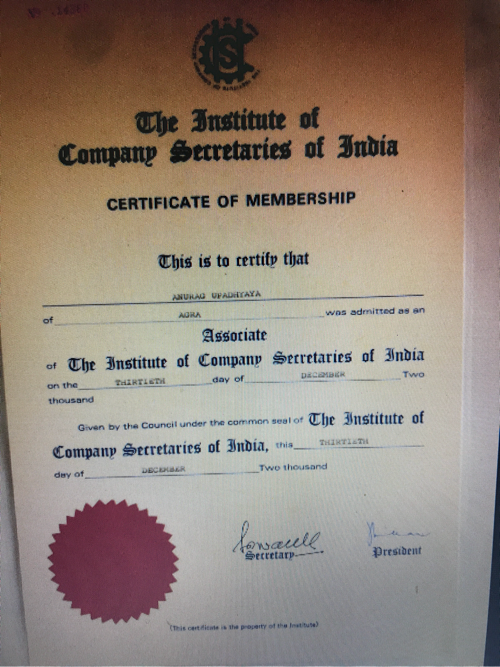 The Institute of
Company Secretaries of India
CERTIFICATE OF MEMBERSHIP
This is to certify that
ANURAG UPADHYAYA
of AGRA was admitted as an
Associate
of The Institute of Company Secretaries of India
on the THIRTIETH day of DECEMBER Two
thousand
Given by the Council under the common seal of The Institute of
Company Secretaries of India, this THIRTIETH
day of DECEMBER Two thousand
Secretary
President
(This certificate is the property of the Institute)